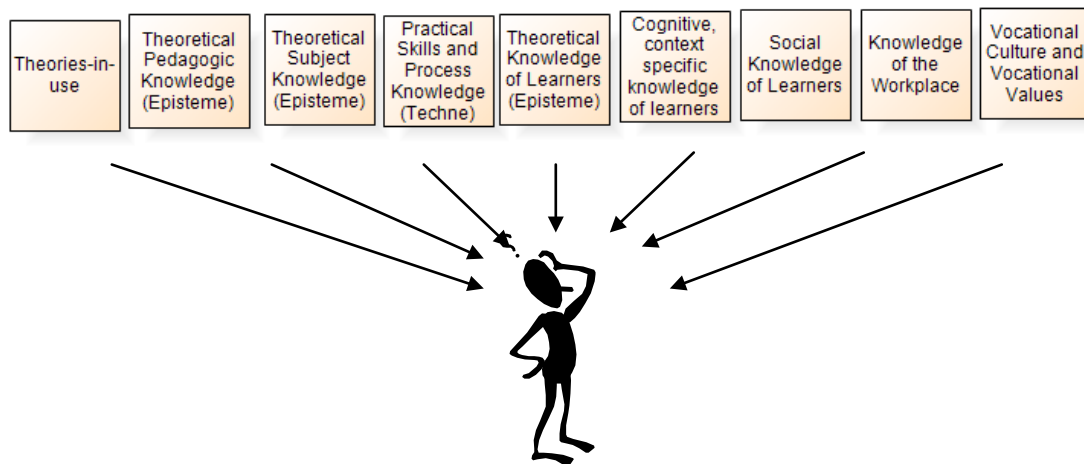 Theories-in-
use
Theoretical
Pedagogic
Knowledge
(Episteme)
Theoretical
Subject
Knowledge
(Episteme)
Practical
Skills and
Process
Knowledge
(Techne)
Theoretical
Knowledge
of Learners
(Episteme)
Cognitive,
context
specific
knowledge
of learners
Social
Knowledge
of Learners
Knowledge
of the
Workplace
Vocational
Culture and
Vocational
Values